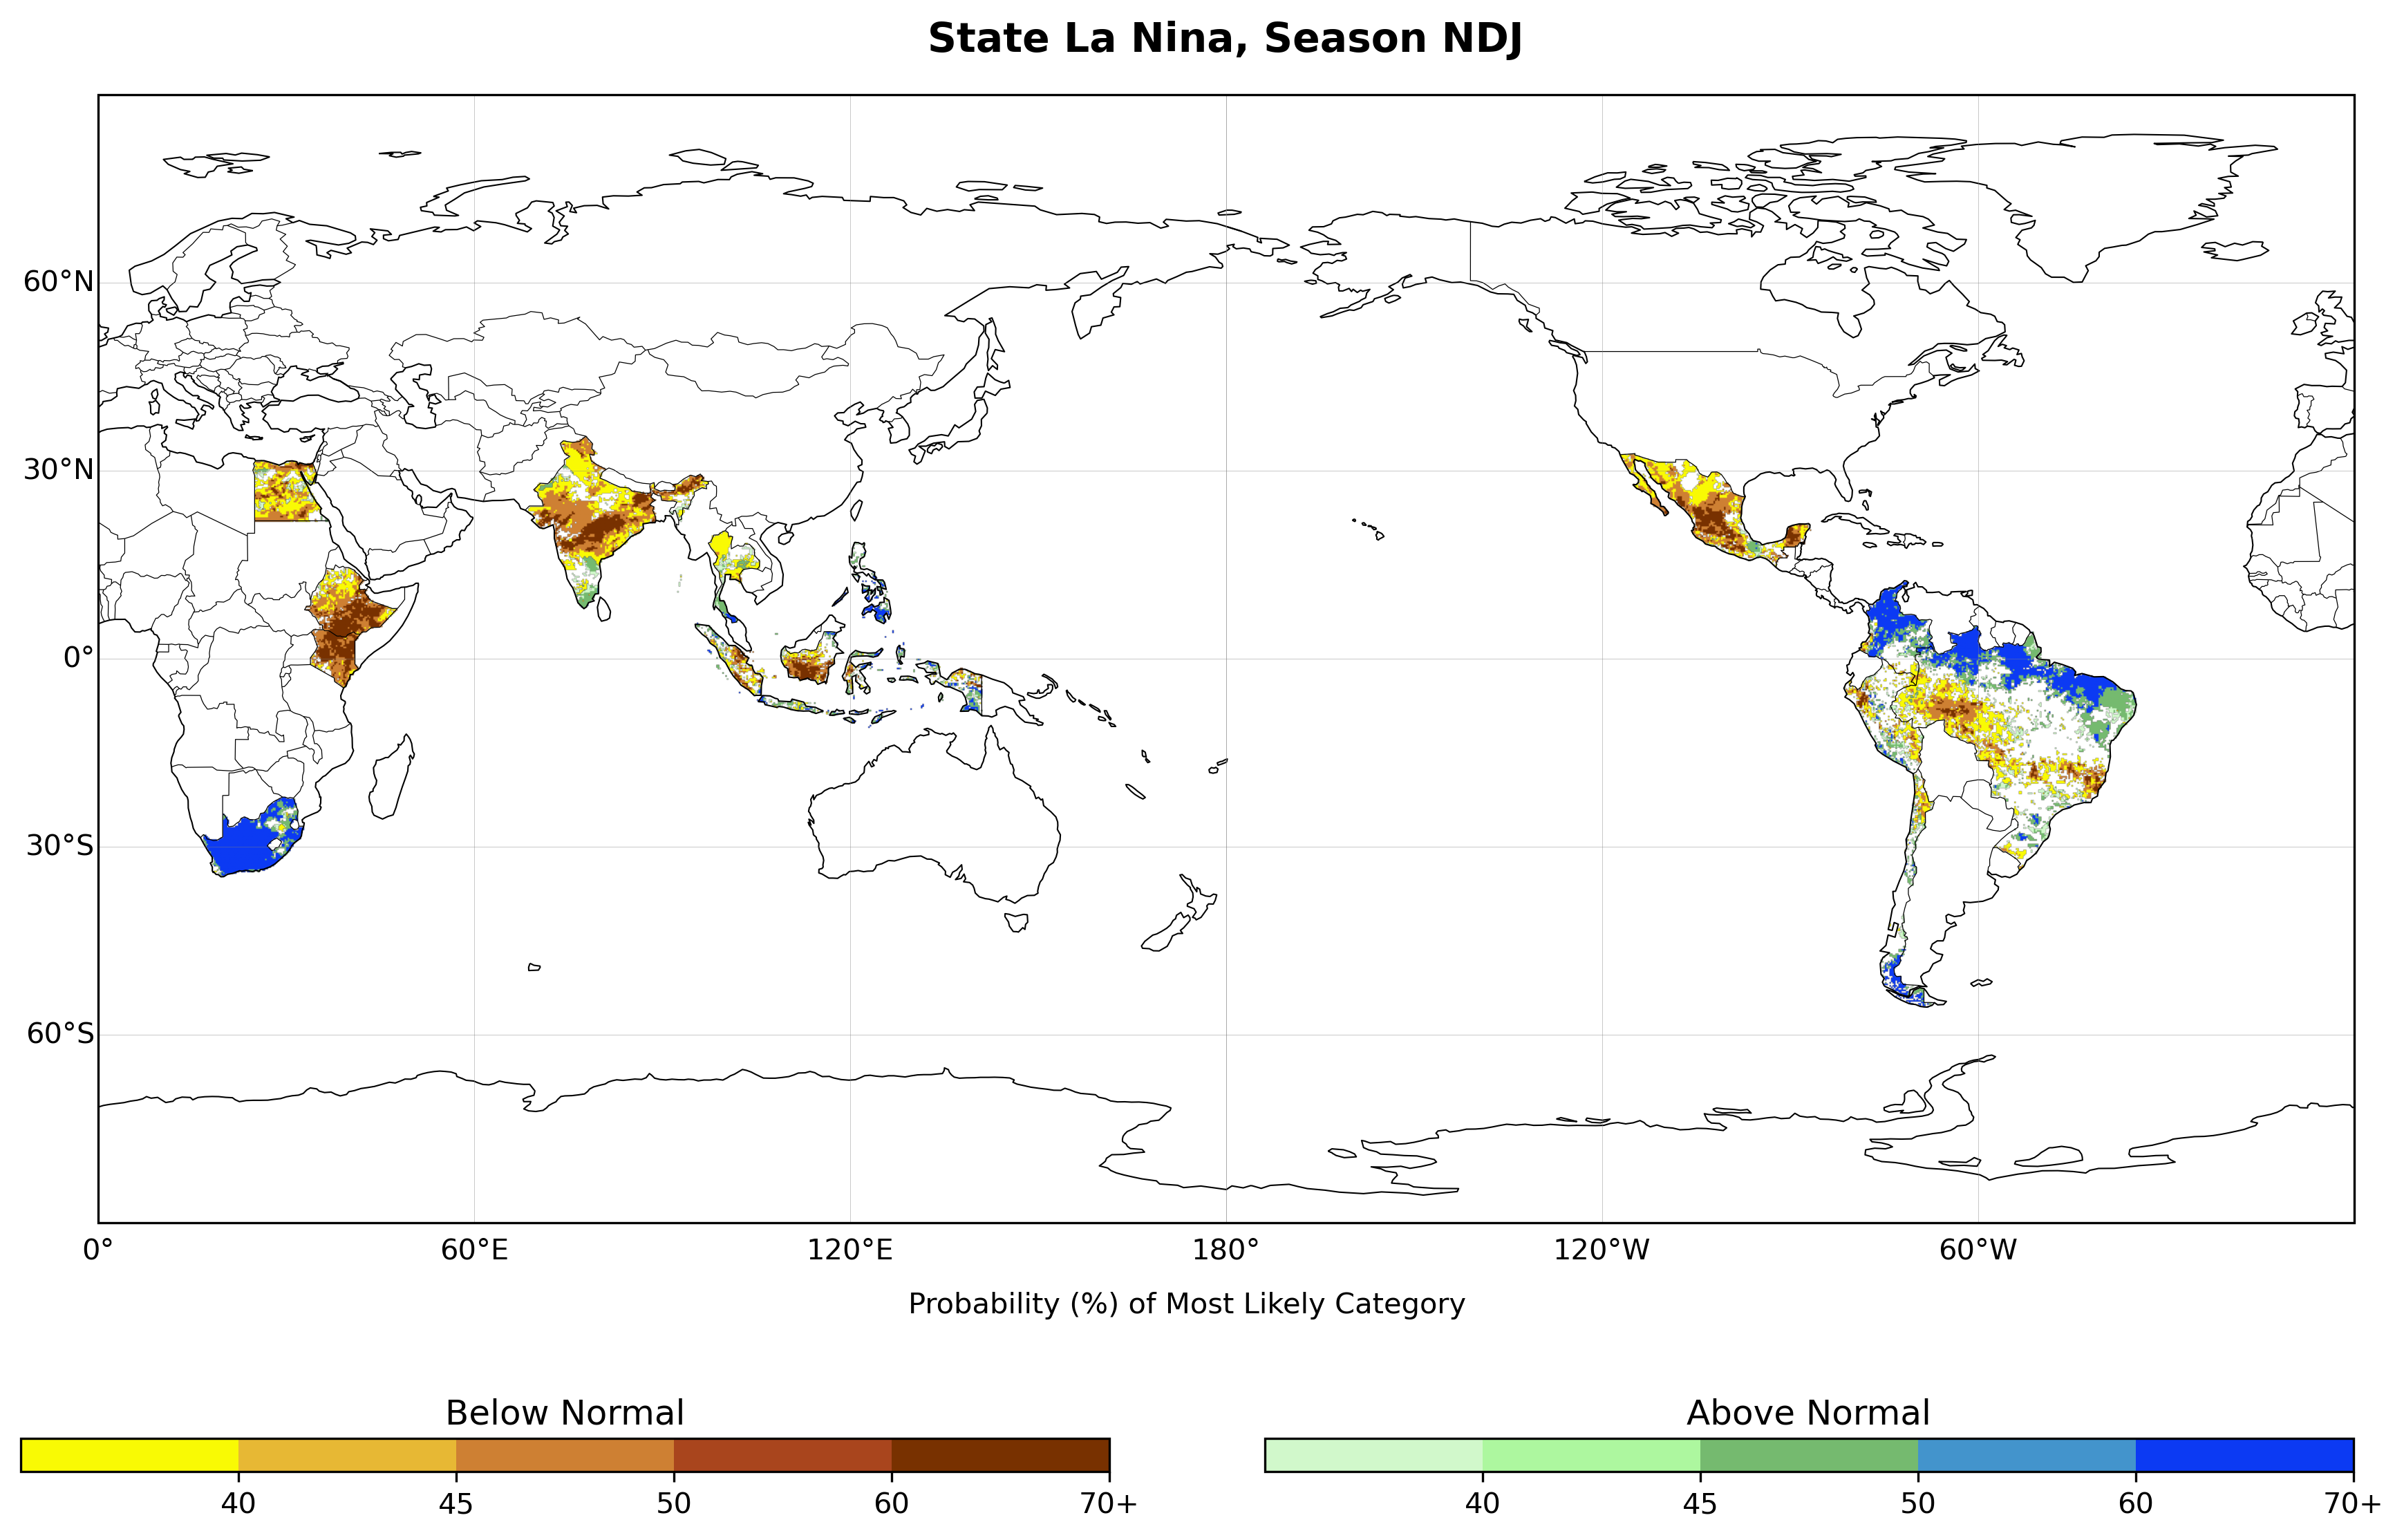 State La Nina, Season NDJ
60°N
30°N
0°
30°S
60°S
0° 60°E 120°E 180° 120°W 60°W
Probability (%) of Most Likely Category
Below Normal
40 45 50 60 70+
Above Normal
40 45 50 60 70+